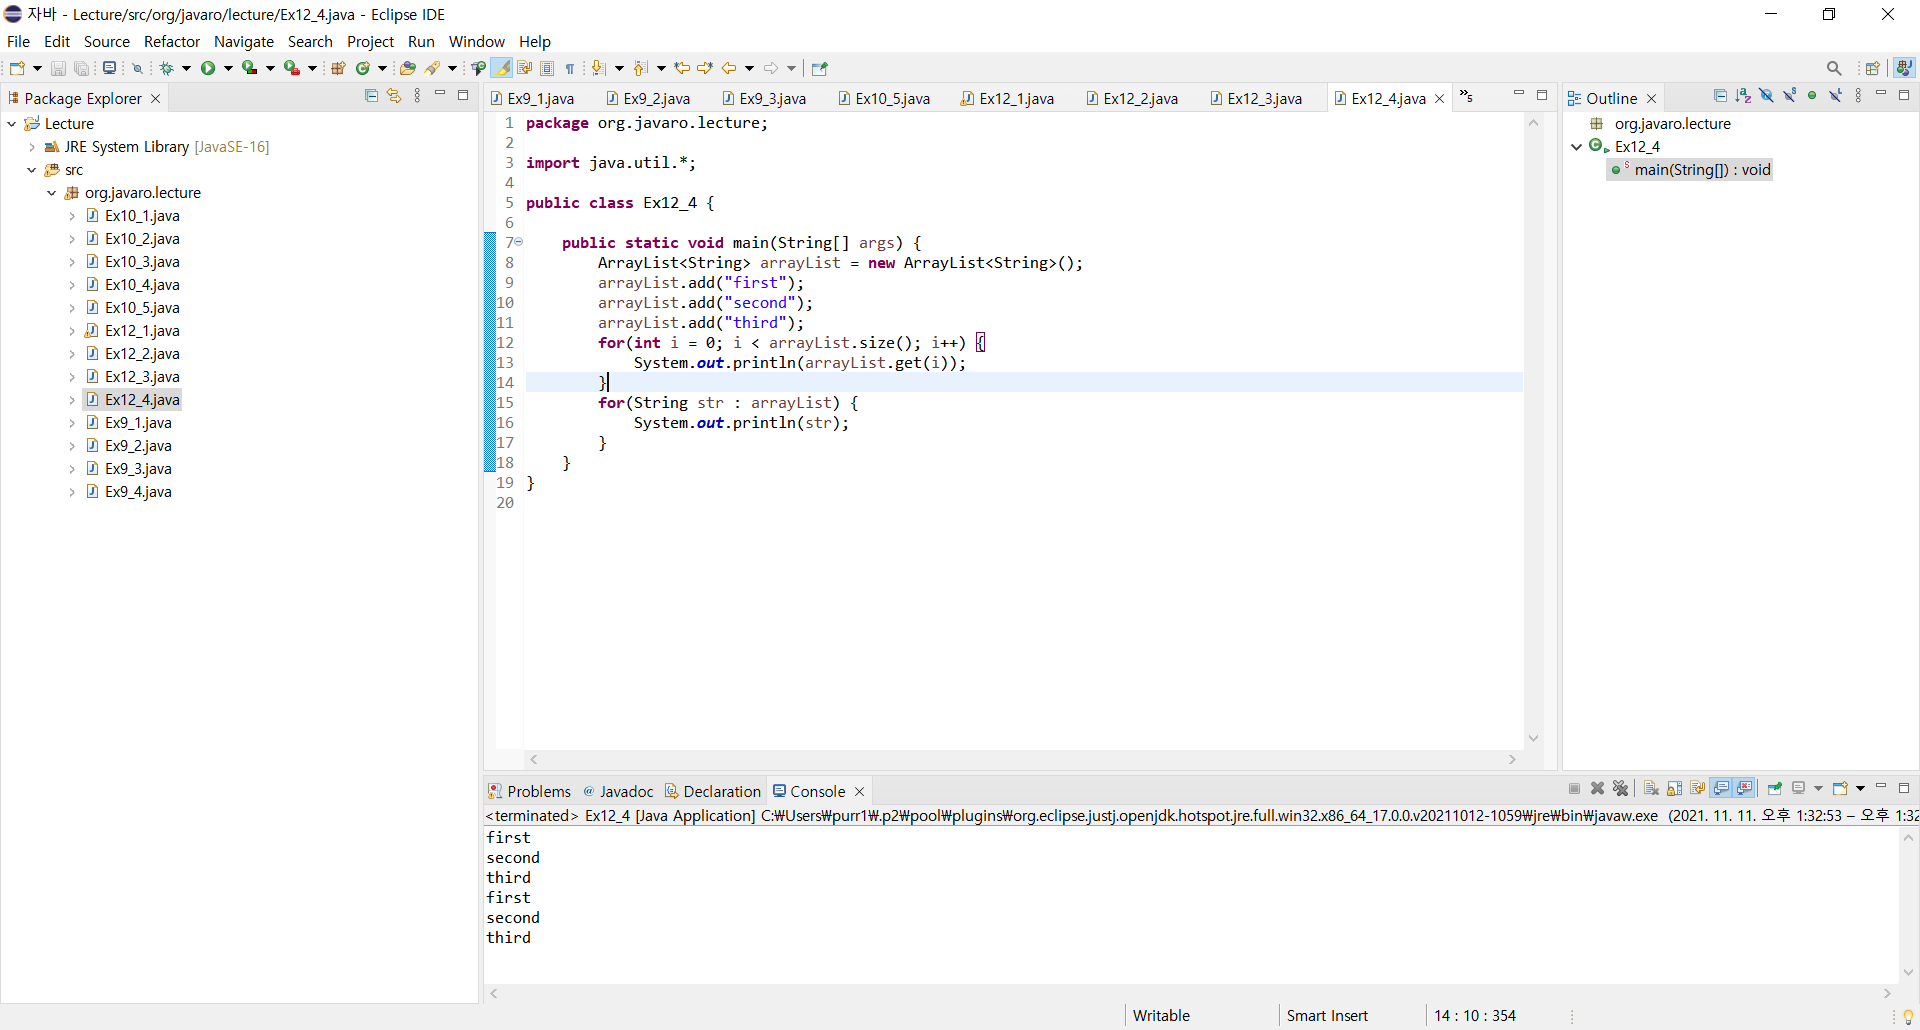 자바 - Lecture/src/org/javaro/lecture/Ex12_4.java - Eclipse IDE
File Edit Source Refactor Navigate Search Project Run Window Help
Package Explorer
Lecture
JRE System Library [JavaSE-16]
src
org.javaro.lecture
Ex10_1.java
Ex10_2.java
Ex10_3.java
Ex10_4.java
Ex10_5.java
Ex12_1.java
Ex12_2.java
Ex12_3.java
Ex12_4.java
Ex9_1.java
Ex9_2.java
Ex9_3.java
Ex9_4.java
Ex9_1.java Ex9_2.java Ex9_3.java Ex10_5.java Ex12_1.java Ex12_2.java Ex12_3.java Ex12_4.java »5
1 package org.javaro.lecture;
2
3 import java.util.*;
4
5 public class Ex12_4 {
6
7 public static void main(String[] args) {
8 ArrayList<String> arrayList = new ArrayList<String>();
9 arrayList.add("first");
10 arrayList.add("second");
11 arrayList.add("third");
12 for(int i = 0; i < arrayList.size(); i++) {
13 System.out.println(arrayList.get(i));
14 }
15 for(String str : arrayList) {
16 System.out.println(str);
17 }
18 }
19 }
20
Outline
org.javaro.lecture
Ex12_4
main(String[]) : void
Problems Javadoc Declaration Console
<terminated> Ex12_4 [Java Application] C:₩Users₩purr1₩.p2₩pool₩plugins₩org.eclipse.justj.openjdk.hotspot.jre.full.win32.x86_64_17.0.0.v20211012-1059₩jre₩bin₩javaw.exe (2021. 11. 11. 오후 1:32:53 – 오후 1:32
first
second
third
first
second
third
Writable Smart Insert 14 : 10 : 354